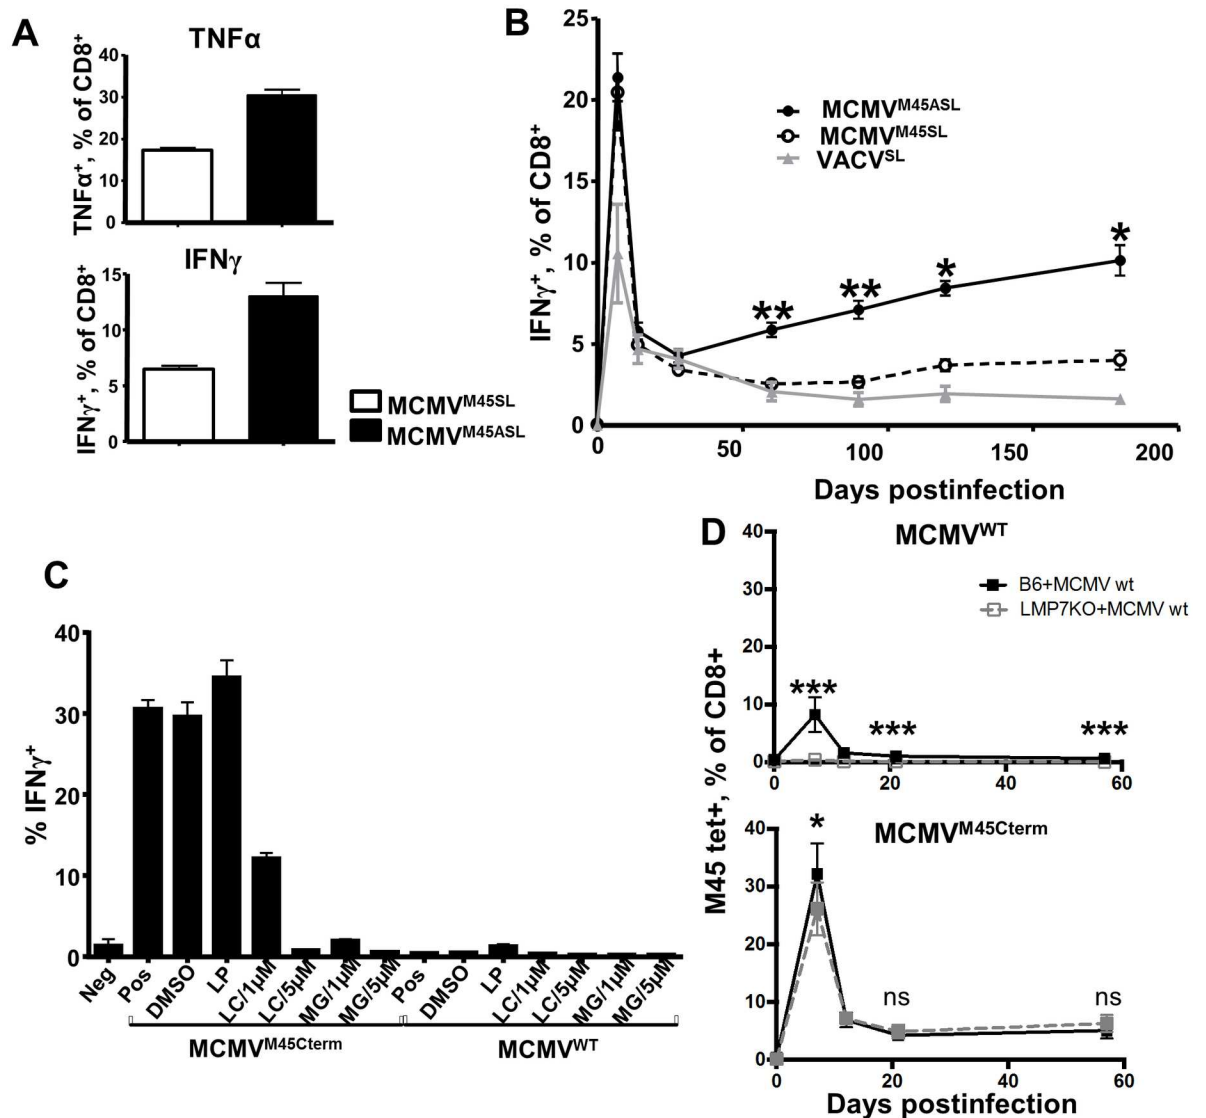 A
TNFα
TNFα⁺, % of CD8⁺
40
30
20
10
0
IFNγ
IFNγ⁺, % of CD8⁺
15
10
5
0
MCMV^M45SL
MCMV^M45ASL
B
IFNγ⁺, % of CD8⁺
25
20
15
10
5
0
MCMV^M45ASL
MCMV^M45SL
VACV^SL
** ** * *
0 50 100 150 200
Days postinfection
C
% IFNγ⁺
40
30
20
10
0
Neg Pos DMSO LP LC/1µM LC/5µM MG/1µM MG/5µM Pos DMSO LP LC/1µM LC/5µM MG/1µM MG/5µM
MCMV^M45Cterm MCMV^WT
D
M45 tet+, % of CD8+
MCMV^WT
B6+MCMV wt
LMP7KO+MCMV wt
40
30
20
10
0
*** *** ***
0 20 40 60
MCMV^M45Cterm
40
30
20
10
0
*
ns ns
0 20 40 60
Days postinfection